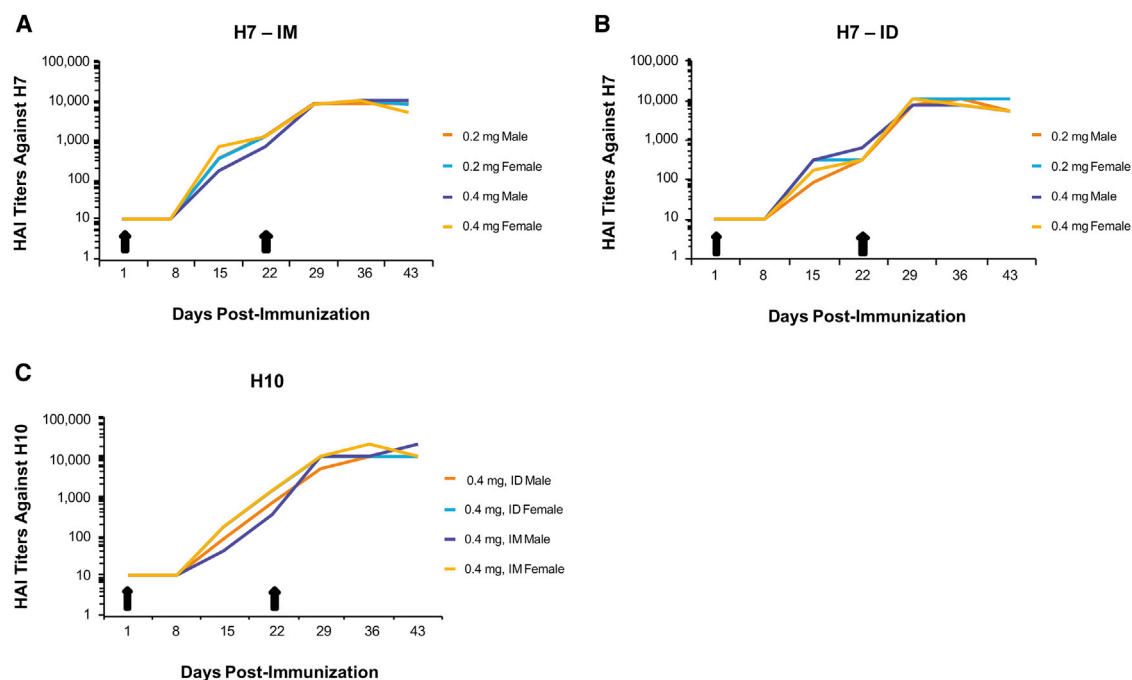 A
H7 – IM
HAI Titers Against H7
100,000
10,000
1,000
100
10
1
1 8 15 22 29 36 43
Days Post-Immunization
0.2 mg Male
0.2 mg Female
0.4 mg Male
0.4 mg Female
B
H7 – ID
HAI Titers Against H7
100,000
10,000
1,000
100
10
1
1 8 15 22 29 36 43
Days Post-Immunization
0.2 mg Male
0.2 mg Female
0.4 mg Male
0.4 mg Female
C
H10
HAI Titers Against H10
100,000
10,000
1,000
100
10
1
1 8 15 22 29 36 43
Days Post-Immunization
0.4 mg, ID Male
0.4 mg, ID Female
0.4 mg, IM Male
0.4 mg, IM Female